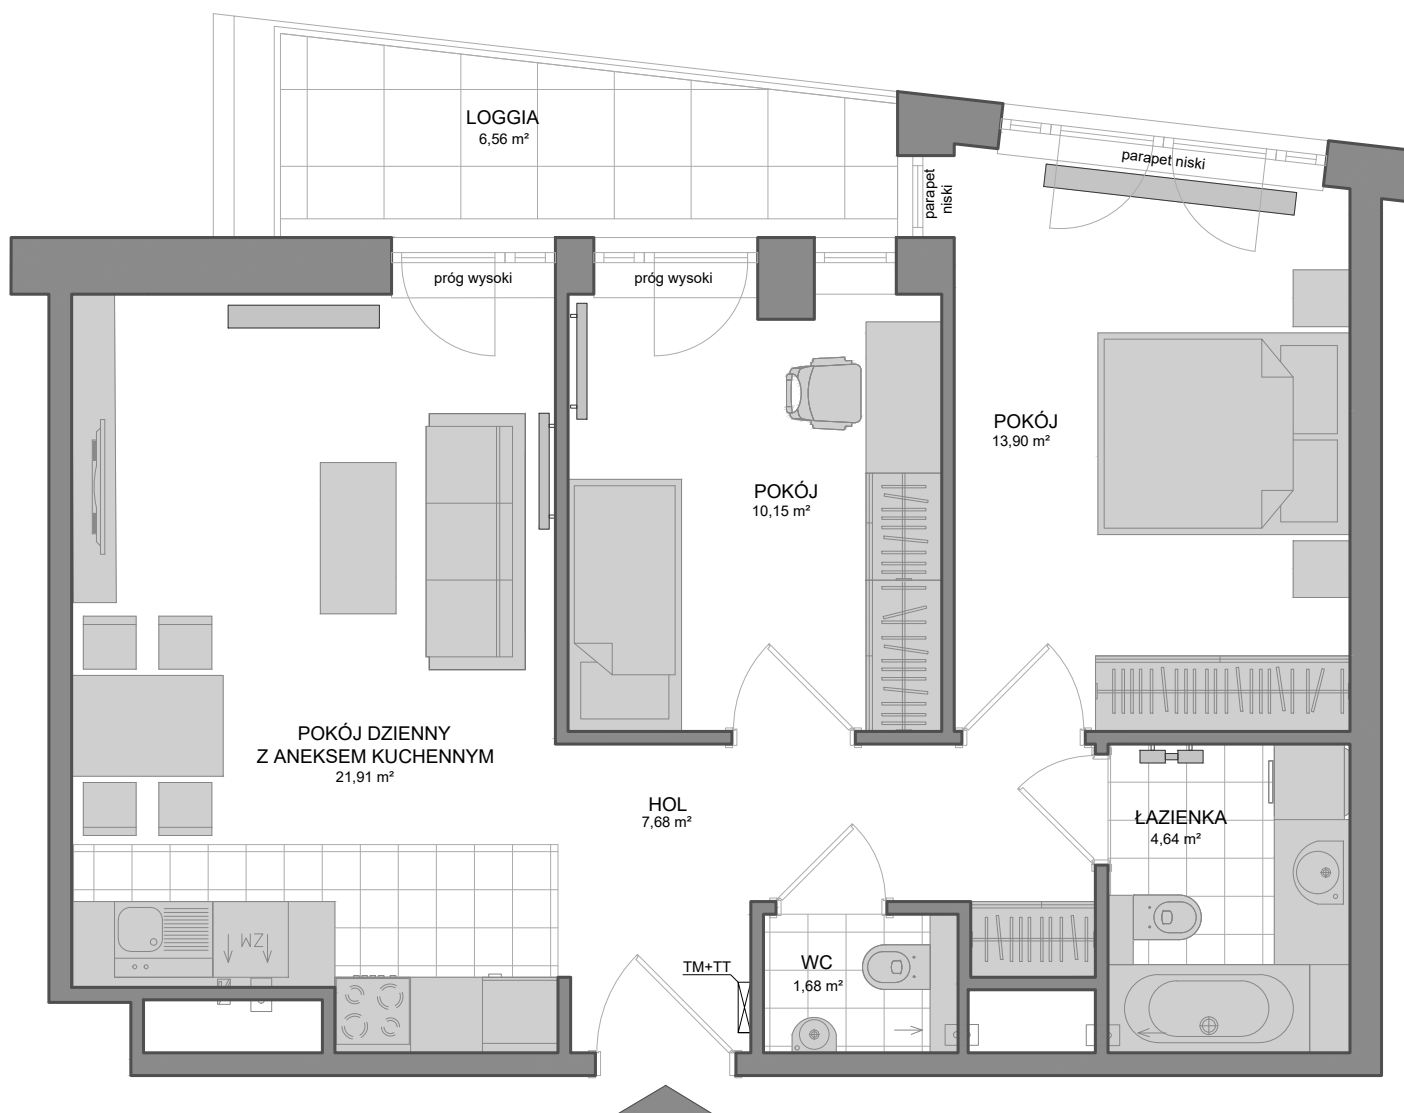 LOGGIA
6,56 m²
parapet niski
parapet
niski
próg wysoki
próg wysoki
POKÓJ
13,90 m²
POKÓJ
10,15 m²
POKÓJ DZIENNY
Z ANEKSEM KUCHENNYM
21,91 m²
HOL
7,68 m²
ŁAZIENKA
4,64 m²
ZM
WC
1,68 m²
TM+TT